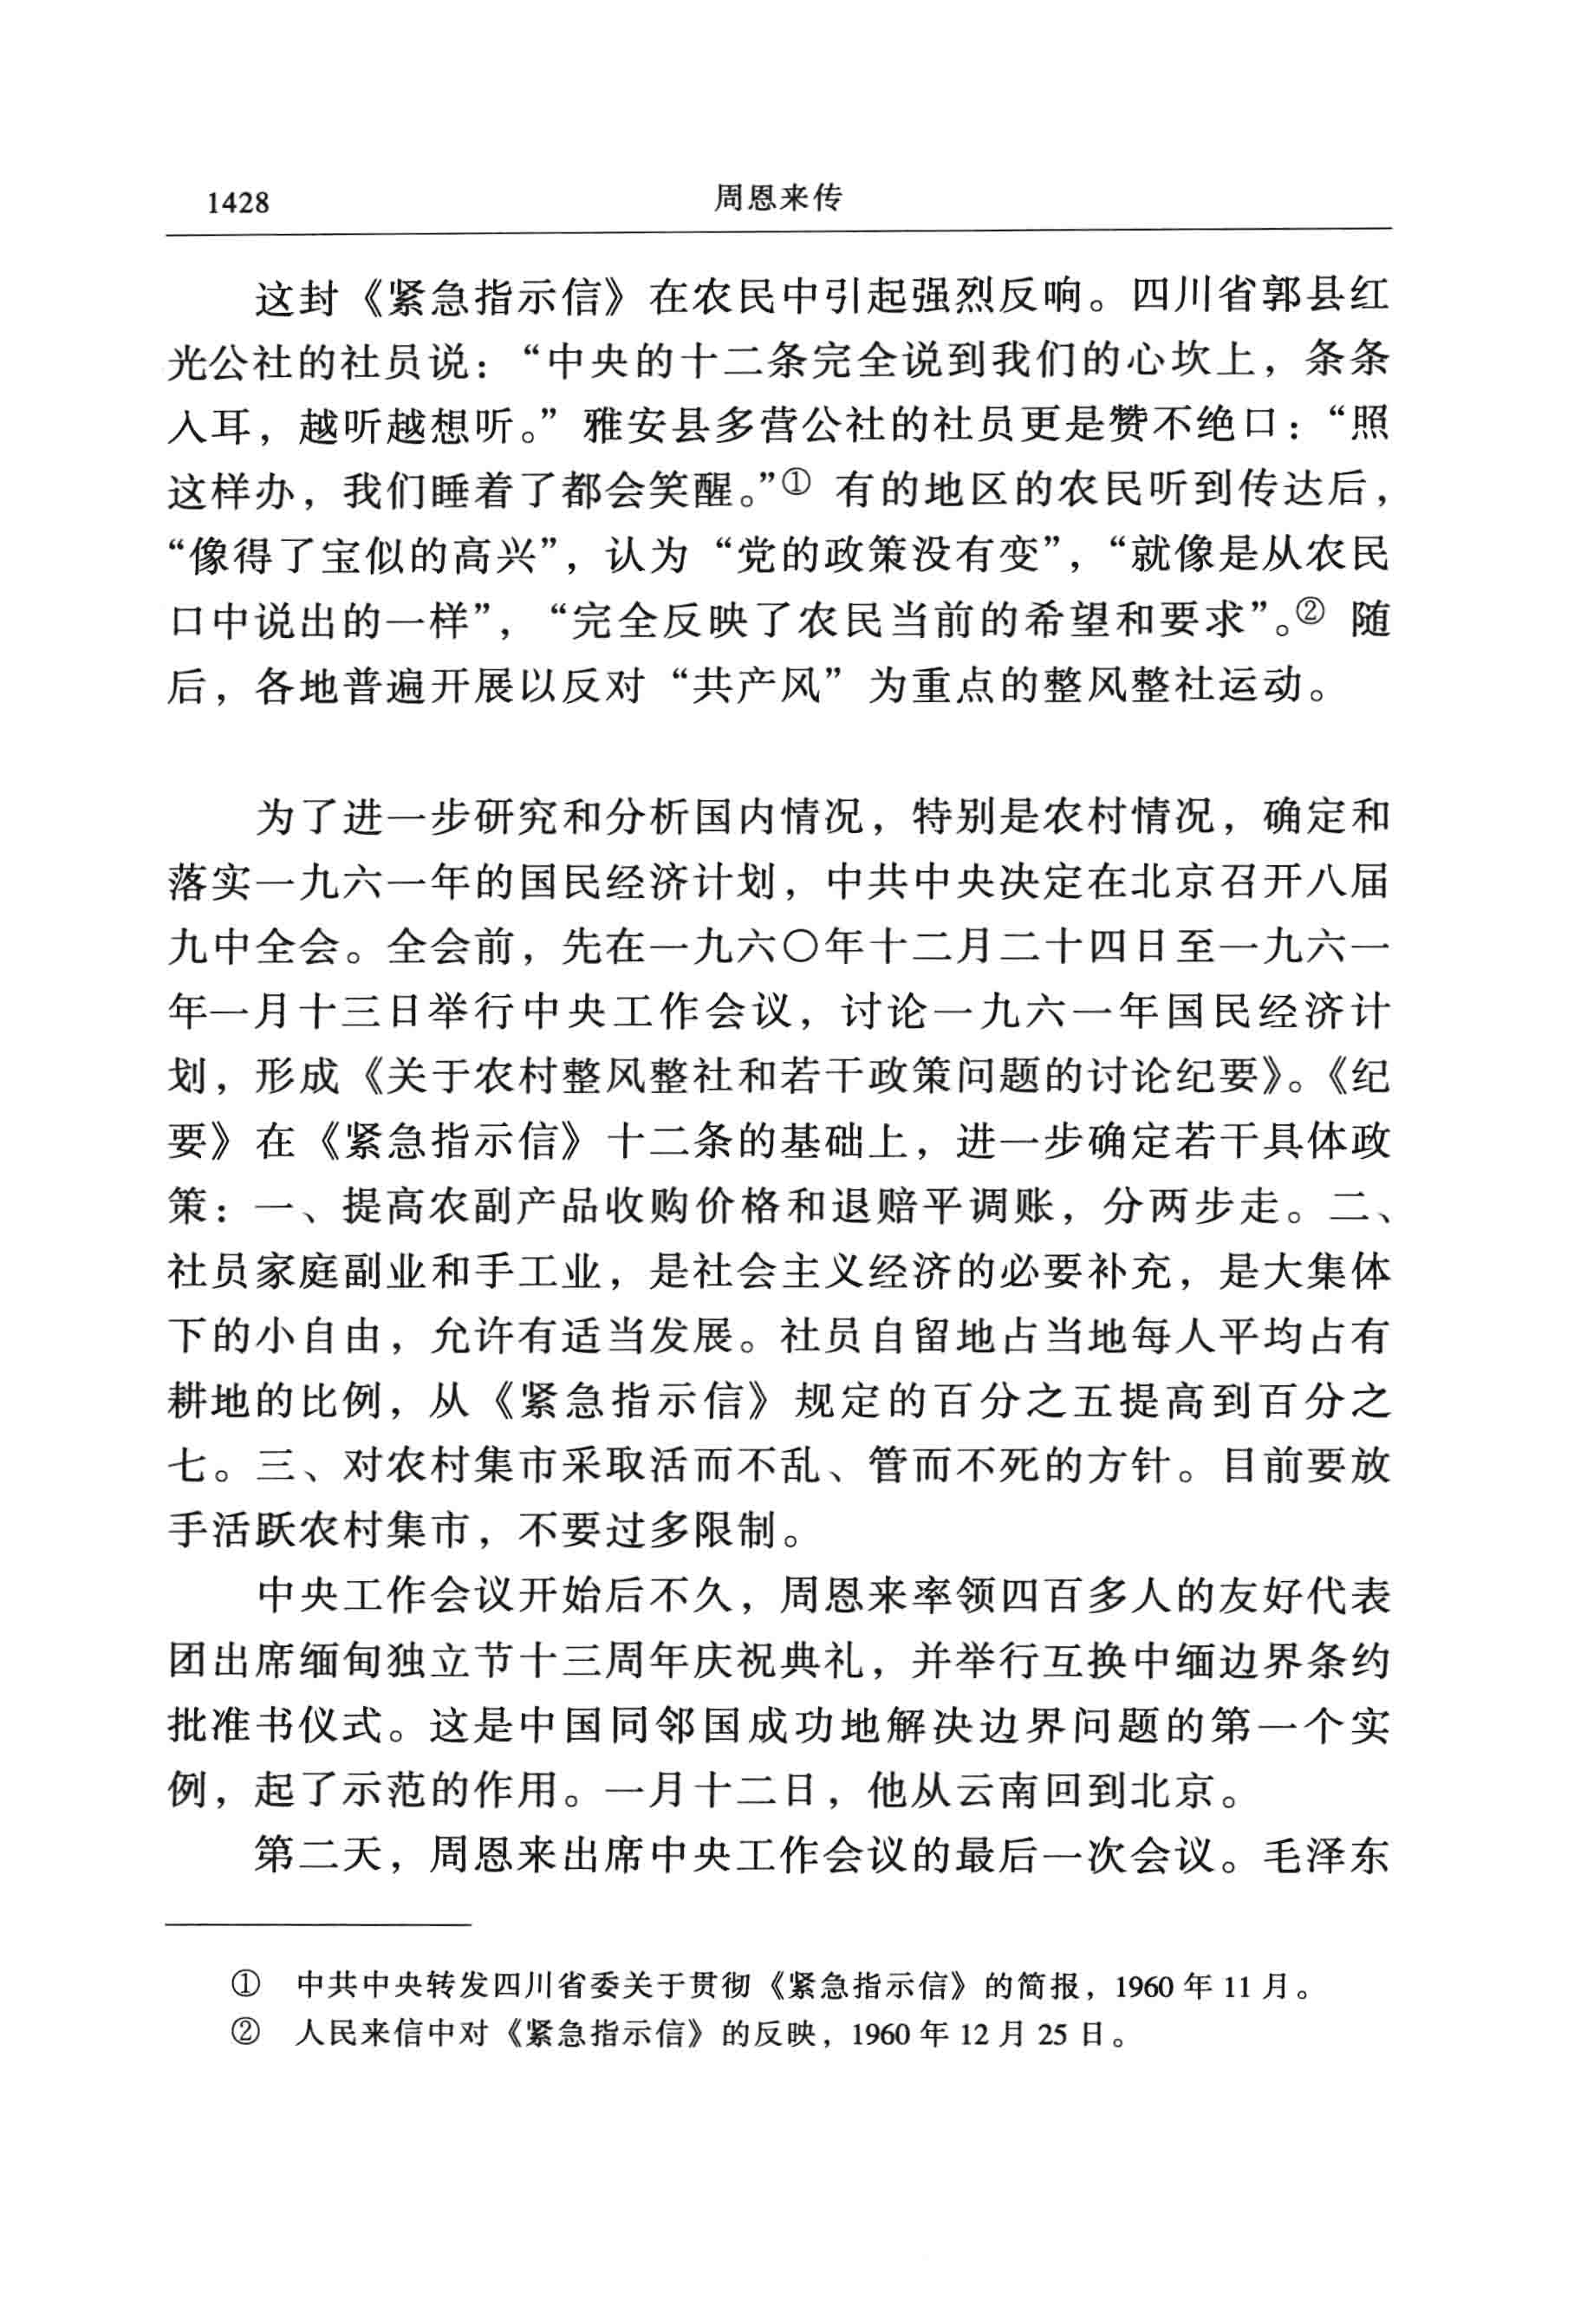 1428
周恩来传
这封《紧急指示信》在农民中引起强烈反响。四川省郭县红
光公社的社员说：“中央的十二条完全说到我们的心坎上，条条
入耳，越听越想听。”雅安县多营公社的社员更是赞不绝口：“照
这样办，我们睡着了都会笑醒。”① 有的地区的农民听到传达后，
“像得了宝似的高兴”，认为“党的政策没有变”，“就像是从农民
口中说出的一样”，“完全反映了农民当前的希望和要求”。② 随
后，各地普遍开展以反对“共产风”为重点的整风整社运动。
为了进一步研究和分析国内情况，特别是农村情况，确定和
落实一九六一年的国民经济计划，中共中央决定在北京召开八届
九中全会。全会前，先在一九六〇年十二月二十四日至一九六一
年一月十三日举行中央工作会议，讨论一九六一年国民经济计
划，形成《关于农村整风整社和若干政策问题的讨论纪要》。《纪
要》在《紧急指示信》十二条的基础上，进一步确定若干具体政
策：一、提高农副产品收购价格和退赔平调账，分两步走。二、
社员家庭副业和手工业，是社会主义经济的必要补充，是大集体
下的小自由，允许有适当发展。社员自留地占当地每人平均占有
耕地的比例，从《紧急指示信》规定的百分之五提高到百分之
七。三、对农村集市采取活而不乱、管而不死的方针。目前要放
手活跃农村集市，不要过多限制。
中央工作会议开始后不久，周恩来率领四百多人的友好代表
团出席缅甸独立节十三周年庆祝典礼，并举行互换中缅边界条约
批准书仪式。这是中国同邻国成功地解决边界问题的第一个实
例，起了示范的作用。一月十二日，他从云南回到北京。
第二天，周恩来出席中央工作会议的最后一次会议。毛泽东
① 中共中央转发四川省委关于贯彻《紧急指示信》的简报，1960 年 11 月。
② 人民来信中对《紧急指示信》的反映，1960 年 12 月 25 日。